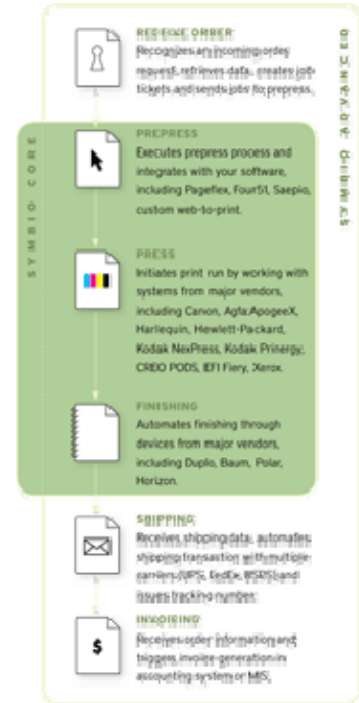 RECEIVE ORDER
Recognizes an incoming order
request, retrieves data, creates job
tickets and sends jobs to prepress.
SYMBIO CORE
PREPRESS
Executes prepress process and
integrates with your software,
including Pageflex, Four51, Saepio,
custom web-to-print.
PRESS
Initiates print run by working with
systems from major vendors,
including Canon, Agfa:ApogeeX,
Harlequin, Hewlett-Packard,
Kodak NexPress, Kodak Prinergy,
CREO PODS, EFI Fiery, Xerox.
FINISHING
Automates finishing through
devices from major vendors,
including Duplo, Baum, Polar,
Horizon.
SHIPPING
Receives shipping data, automates
shipping transaction with multiple
carriers (UPS, FedEx, USPS) and
issues tracking number.
INVOICING
$
Receives order information and
triggers invoice generation in
accounting system or MIS.